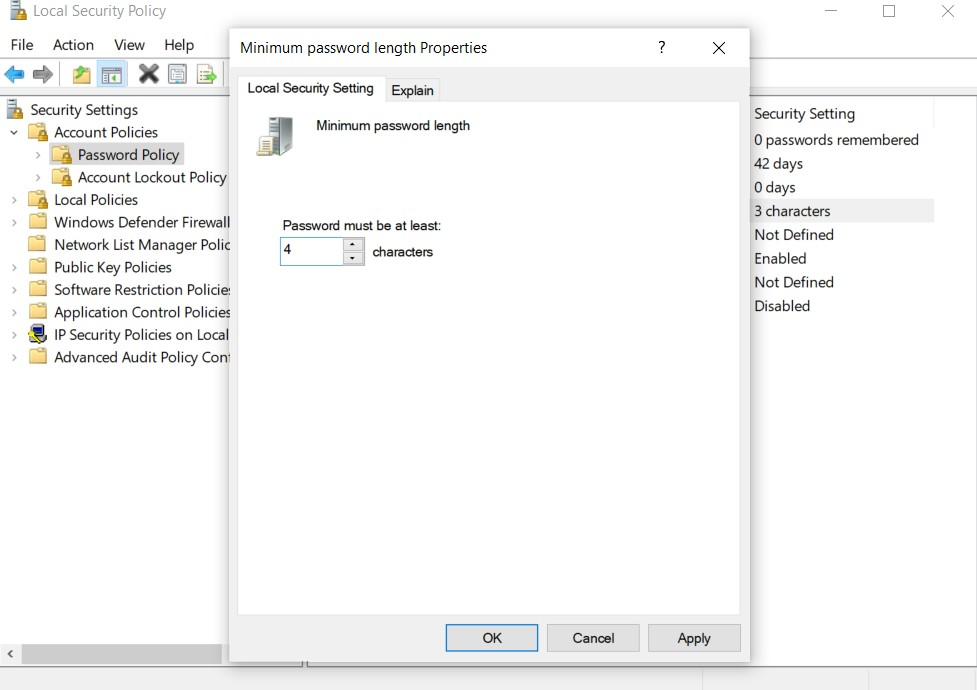 Local Security Policy
File Action View Help
Security Settings
Account Policies
Password Policy
Account Lockout Policy
Local Policies
Windows Defender Firewall
Network List Manager Polic
Public Key Policies
Software Restriction Policies
Application Control Policies
IP Security Policies on Local
Advanced Audit Policy Con
Minimum password length Properties
?
Local Security Setting Explain
Minimum password length
Password must be at least:
4 characters
OK Cancel Apply
Security Setting
0 passwords remembered
42 days
0 days
3 characters
Not Defined
Enabled
Not Defined
Disabled